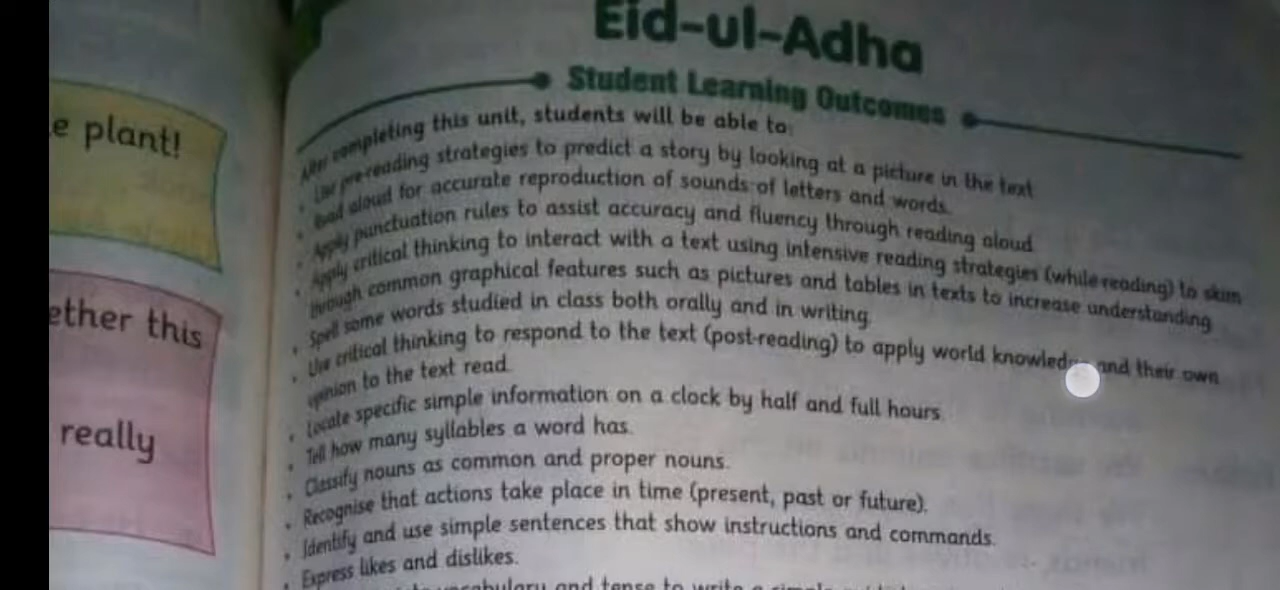 e plant!
ether this
really
Eid-ul-Adha
Student Learning Outcomes
After completing this unit, students will be able to:
• Use pre-reading strategies to predict a story by looking at a picture in the text
• Read aloud for accurate reproduction of sounds of letters and words.
• Apply punctuation rules to assist accuracy and fluency through reading aloud
• Apply critical thinking to interact with a text using intensive reading strategies (while-reading) to skim
through common graphical features such as pictures and tables in texts to increase understanding
• Spell some words studied in class both orally and in writing.
• Use critical thinking to respond to the text (post-reading) to apply world knowledge and their own
opinion to the text read.
• Locate specific simple information on a clock by half and full hours.
• Tell how many syllables a word has.
• Classify nouns as common and proper nouns.
• Recognise that actions take place in time (present, past or future).
• Identify and use simple sentences that show instructions and commands.
• Express likes and dislikes.
vocabulary and tense to write a simple